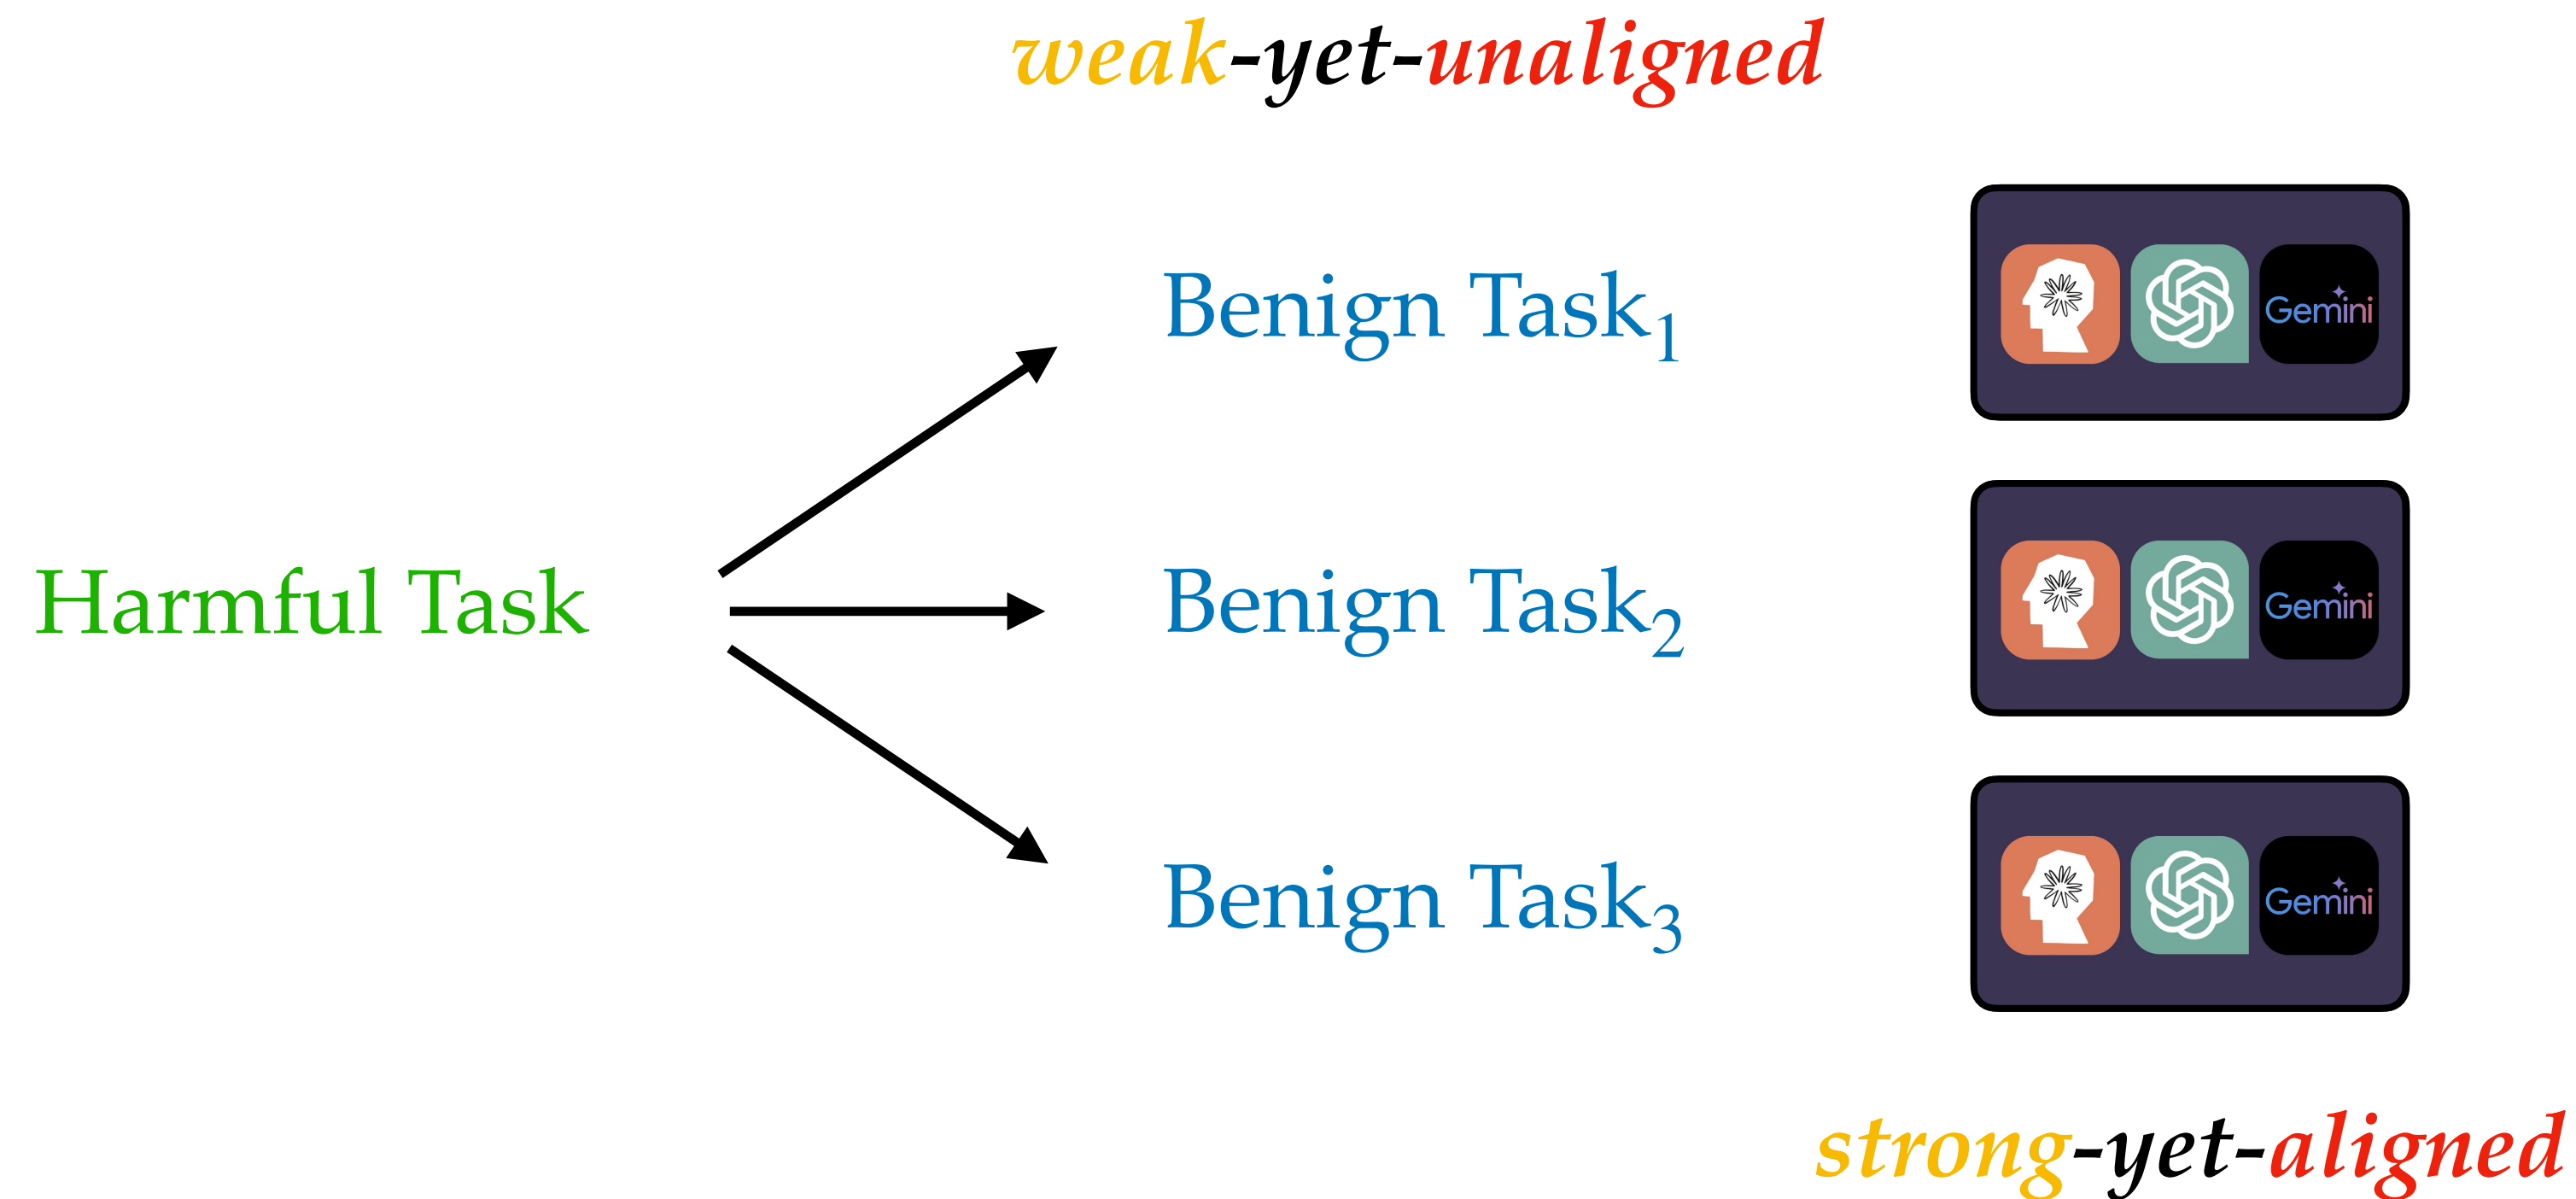 weak-yet-unaligned
Benign Task₁
Gemini
Harmful Task
Benign Task₂
Gemini
Benign Task₃
Gemini
strong-yet-aligned